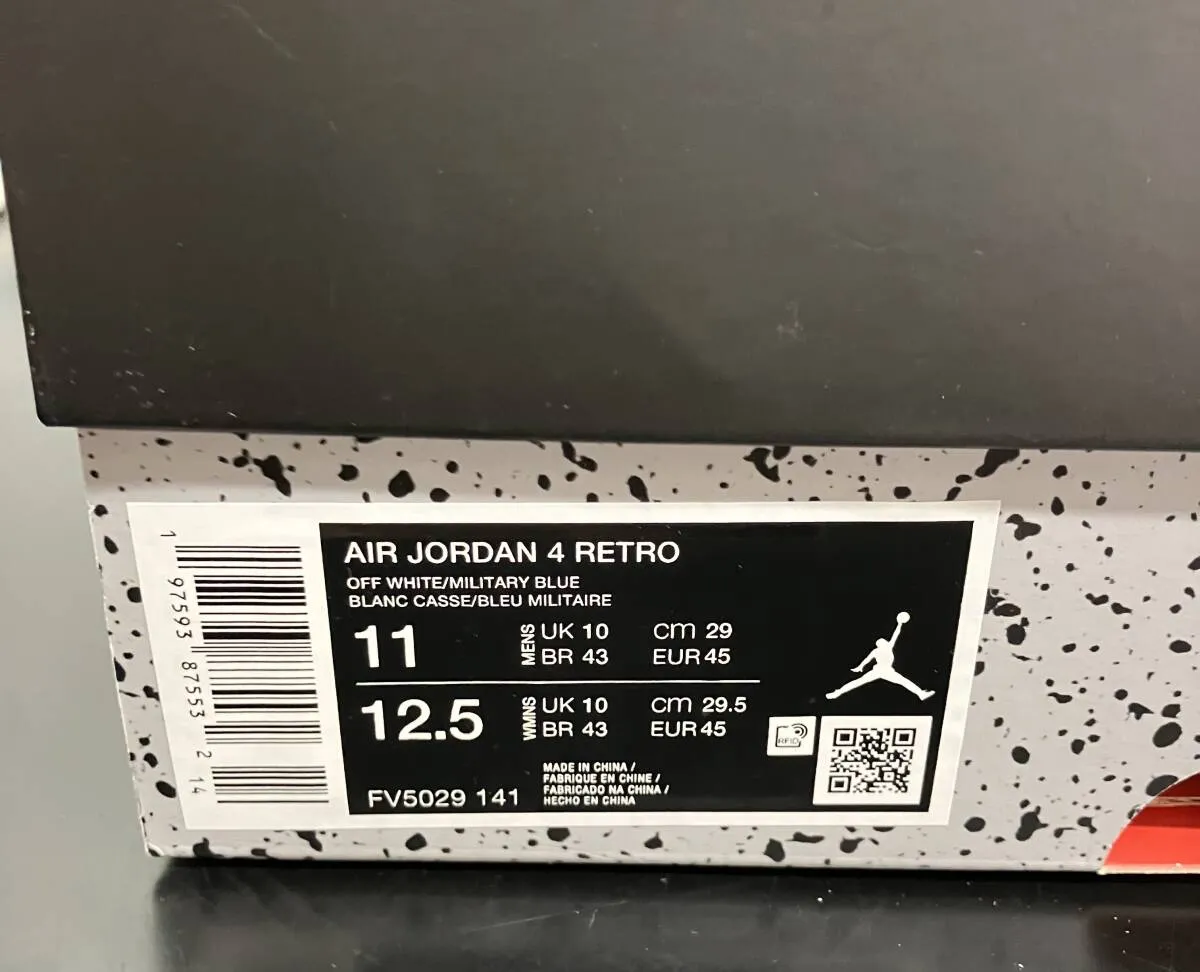 1 97593 87553 2 14
AIR JORDAN 4 RETRO
OFF WHITE/MILITARY BLUE
BLANC CASSE/BLEU MILITAIRE
11 MENS UK 10 cm 29
BR 43 EUR 45
12.5 WMNS UK 10 cm 29.5
BR 43 EUR 45
RFID
FV5029 141
MADE IN CHINA /
FABRIQUE EN CHINE /
FABRICADO NA CHINA /
HECHO EN CHINA